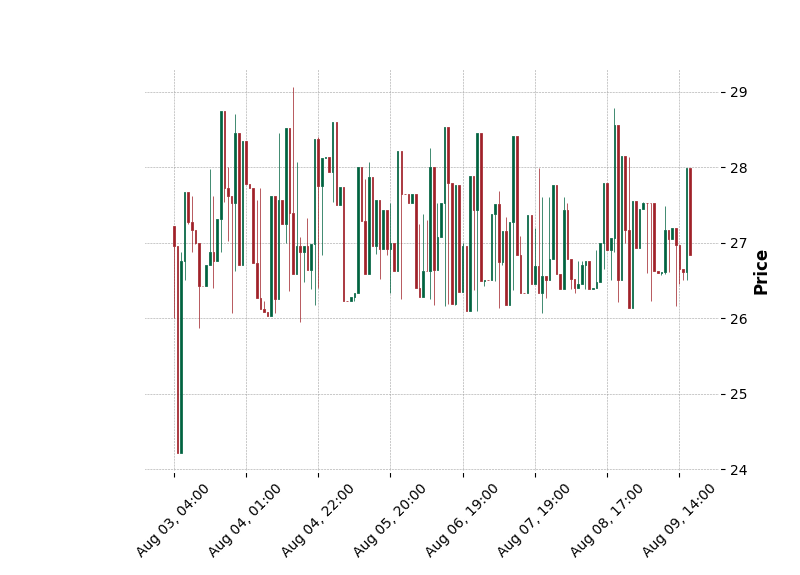 29
28
27
26
25
24
Price
Aug 03, 04:00
Aug 04, 01:00
Aug 04, 22:00
Aug 05, 20:00
Aug 06, 19:00
Aug 07, 19:00
Aug 08, 17:00
Aug 09, 14:00